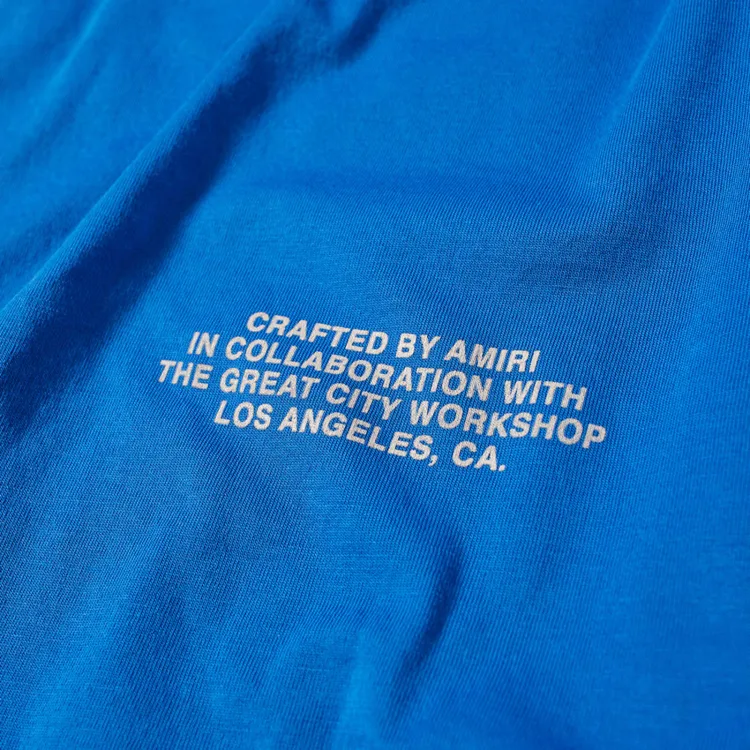 CRAFTED BY AMIRI
IN COLLABORATION WITH
THE GREAT CITY WORKSHOP
LOS ANGELES, CA.